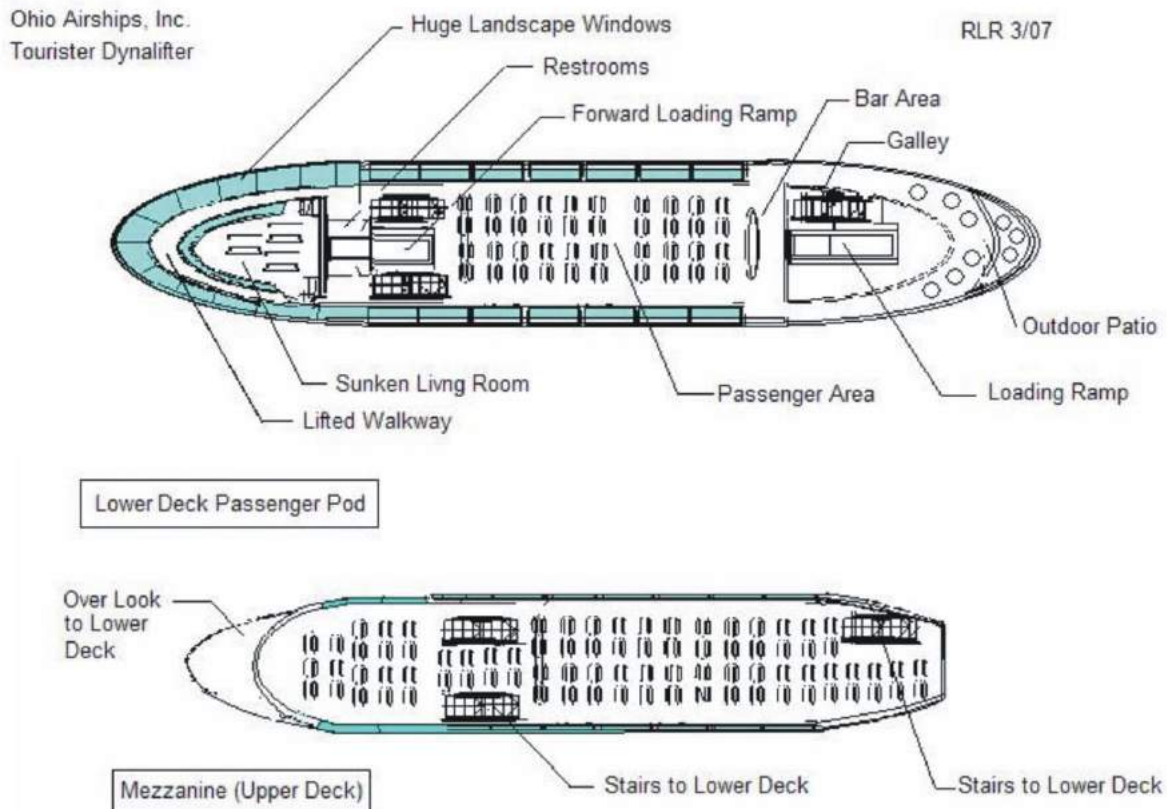 Ohio Airships, Inc.
Tourister Dynalifter
Huge Landscape Windows
RLR 3/07
Restrooms
Forward Loading Ramp
Bar Area
Galley
Outdoor Patio
Sunken Livng Room
Passenger Area
Loading Ramp
Lifted Walkway
Lower Deck Passenger Pod
Over Look
to Lower
Deck
Stairs to Lower Deck
Stairs to Lower Deck
Mezzanine (Upper Deck)